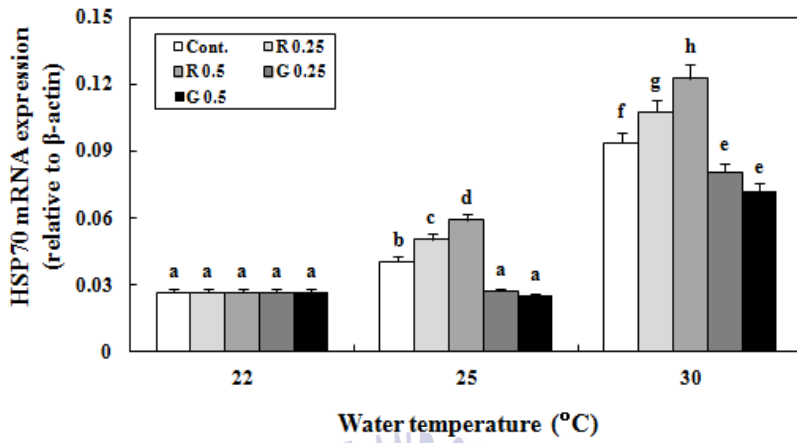 HSP70 mRNA expression
(relative to β-actin)
0.15
0.12
0.09
0.06
0.03
0
Cont. R 0.25
R 0.5 G 0.25
G 0.5
a a a a a
b c d a a
f g h e e
22 25 30
Water temperature (°C)